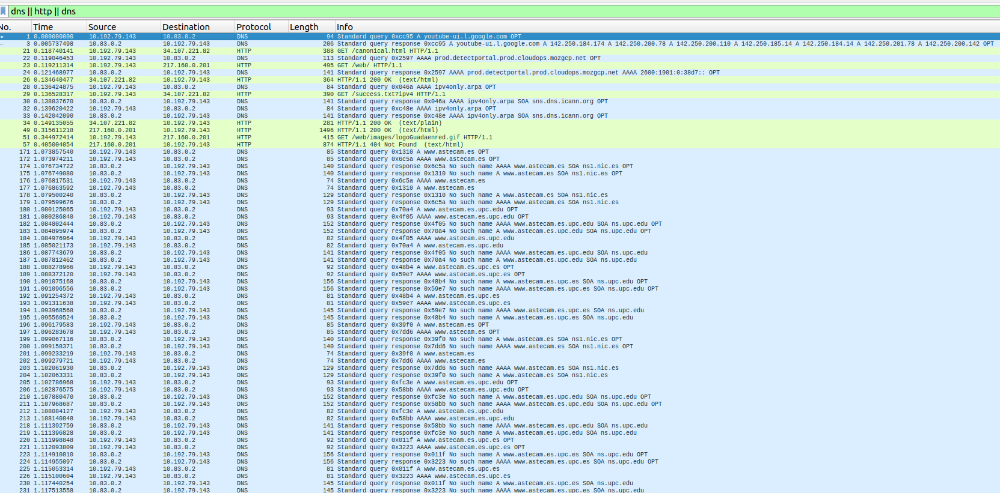 dns || http || dns
No. Time Source Destination Protocol Length Info
1 0.000000000 10.192.79.143 10.83.0.2 DNS 94 Standard query 0xcc95 A youtube-ui.l.google.com OPT
3 0.005737498 10.83.0.2 10.192.79.143 DNS 206 Standard query response 0xcc95 A youtube-ui.l.google.com A 142.250.184.174 A 142.250.200.78 A 142.250.200.110 A 142.250.185.14 A 142.250.184.14 A 142.250.201.78 A 142.250.200.142 OPT
21 0.118740141 10.192.79.143 34.107.221.82 HTTP 388 GET /canonical.html HTTP/1.1
22 0.119046453 10.192.79.143 10.83.0.2 DNS 113 Standard query 0x2597 AAAA prod.detectportal.prod.cloudops.mozgcp.net OPT
23 0.119211314 10.192.79.143 217.160.0.201 HTTP 495 GET /web/ HTTP/1.1
24 0.121468977 10.83.0.2 10.192.79.143 DNS 141 Standard query response 0x2597 AAAA prod.detectportal.prod.cloudops.mozgcp.net AAAA 2600:1901:0:38d7:: OPT
26 0.134640477 34.107.221.82 10.192.79.143 HTTP 364 HTTP/1.1 200 OK (text/html)
28 0.136424875 10.192.79.143 10.83.0.2 DNS 84 Standard query 0x046a AAAA ipv4only.arpa OPT
29 0.136528317 10.192.79.143 34.107.221.82 HTTP 390 GET /success.txt?ipv4 HTTP/1.1
30 0.138837670 10.83.0.2 10.192.79.143 DNS 141 Standard query response 0x046a AAAA ipv4only.arpa SOA sns.dns.icann.org OPT
32 0.139620422 10.192.79.143 10.83.0.2 DNS 84 Standard query 0xc48e AAAA ipv4only.arpa OPT
33 0.142042090 10.83.0.2 10.192.79.143 DNS 141 Standard query response 0xc48e AAAA ipv4only.arpa SOA sns.dns.icann.org OPT
34 0.149135055 34.107.221.82 10.192.79.143 HTTP 281 HTTP/1.1 200 OK (text/plain)
49 0.315611218 217.160.0.201 10.192.79.143 HTTP 1496 HTTP/1.1 200 OK (text/html)
51 0.344972414 10.192.79.143 217.160.0.201 HTTP 415 GET /web/images/logoGuadaenred.gif HTTP/1.1
57 0.405004054 217.160.0.201 10.192.79.143 HTTP 874 HTTP/1.1 404 Not Found (text/html)
171 1.073857540 10.192.79.143 10.83.0.2 DNS 85 Standard query 0x1310 A www.astecam.es OPT
172 1.073974211 10.192.79.143 10.83.0.2 DNS 85 Standard query 0x6c5a AAAA www.astecam.es OPT
174 1.076734722 10.83.0.2 10.192.79.143 DNS 140 Standard query response 0x6c5a No such name AAAA www.astecam.es SOA ns1.nic.es OPT
175 1.076749080 10.83.0.2 10.192.79.143 DNS 140 Standard query response 0x1310 No such name A www.astecam.es SOA ns1.nic.es OPT
176 1.076817531 10.192.79.143 10.83.0.2 DNS 74 Standard query 0x6c5a AAAA www.astecam.es
177 1.076863592 10.192.79.143 10.83.0.2 DNS 74 Standard query 0x1310 A www.astecam.es
178 1.079500240 10.83.0.2 10.192.79.143 DNS 129 Standard query response 0x1310 No such name A www.astecam.es SOA ns1.nic.es
179 1.079599676 10.83.0.2 10.192.79.143 DNS 129 Standard query response 0x6c5a No such name AAAA www.astecam.es SOA ns1.nic.es
180 1.080125065 10.192.79.143 10.83.0.2 DNS 93 Standard query 0x70a4 A www.astecam.es.upc.edu OPT
181 1.080286840 10.192.79.143 10.83.0.2 DNS 93 Standard query 0x4f05 AAAA www.astecam.es.upc.edu OPT
182 1.084802444 10.83.0.2 10.192.79.143 DNS 152 Standard query response 0x4f05 No such name AAAA www.astecam.es.upc.edu SOA ns.upc.edu OPT
183 1.084895974 10.83.0.2 10.192.79.143 DNS 152 Standard query response 0x70a4 No such name A www.astecam.es.upc.edu SOA ns.upc.edu OPT
184 1.084976964 10.192.79.143 10.83.0.2 DNS 82 Standard query 0x4f05 AAAA www.astecam.es.upc.edu
185 1.085021173 10.192.79.143 10.83.0.2 DNS 82 Standard query 0x70a4 A www.astecam.es.upc.edu
186 1.087743679 10.83.0.2 10.192.79.143 DNS 141 Standard query response 0x4f05 No such name AAAA www.astecam.es.upc.edu SOA ns.upc.edu
187 1.087812462 10.83.0.2 10.192.79.143 DNS 141 Standard query response 0x70a4 No such name A www.astecam.es.upc.edu SOA ns.upc.edu
188 1.088278966 10.192.79.143 10.83.0.2 DNS 92 Standard query 0x48b4 A www.astecam.es.upc.es OPT
189 1.088372120 10.192.79.143 10.83.0.2 DNS 92 Standard query 0x59e7 AAAA www.astecam.es.upc.es OPT
190 1.091075168 10.83.0.2 10.192.79.143 DNS 156 Standard query response 0x48b4 No such name A www.astecam.es.upc.es SOA ns.upc.edu OPT
191 1.091096556 10.83.0.2 10.192.79.143 DNS 156 Standard query response 0x59e7 No such name AAAA www.astecam.es.upc.es SOA ns.upc.edu OPT
192 1.091254372 10.192.79.143 10.83.0.2 DNS 81 Standard query 0x48b4 A www.astecam.es.upc.es
193 1.091311638 10.192.79.143 10.83.0.2 DNS 81 Standard query 0x59e7 AAAA www.astecam.es.upc.es
194 1.093968568 10.83.0.2 10.192.79.143 DNS 145 Standard query response 0x59e7 No such name AAAA www.astecam.es.upc.es SOA ns.upc.edu
195 1.095560524 10.83.0.2 10.192.79.143 DNS 145 Standard query response 0x48b4 No such name A www.astecam.es.upc.es SOA ns.upc.edu
196 1.096179583 10.192.79.143 10.83.0.2 DNS 85 Standard query 0x39f0 A www.astecam.es OPT
197 1.096283678 10.192.79.143 10.83.0.2 DNS 85 Standard query 0x7dd6 AAAA www.astecam.es OPT
199 1.099067116 10.83.0.2 10.192.79.143 DNS 140 Standard query response 0x39f0 No such name A www.astecam.es SOA ns1.nic.es OPT
200 1.099158371 10.83.0.2 10.192.79.143 DNS 140 Standard query response 0x7dd6 No such name AAAA www.astecam.es SOA ns1.nic.es OPT
201 1.099233219 10.192.79.143 10.83.0.2 DNS 74 Standard query 0x39f0 A www.astecam.es
202 1.099279721 10.192.79.143 10.83.0.2 DNS 74 Standard query 0x7dd6 AAAA www.astecam.es
203 1.102061930 10.83.0.2 10.192.79.143 DNS 129 Standard query response 0x7dd6 No such name AAAA www.astecam.es SOA ns1.nic.es
204 1.102063331 10.83.0.2 10.192.79.143 DNS 129 Standard query response 0x39f0 No such name A www.astecam.es SOA ns1.nic.es
205 1.102786968 10.192.79.143 10.83.0.2 DNS 93 Standard query 0xfc3e A www.astecam.es.upc.edu OPT
206 1.102876575 10.192.79.143 10.83.0.2 DNS 93 Standard query 0x58bb AAAA www.astecam.es.upc.edu OPT
210 1.107880470 10.83.0.2 10.192.79.143 DNS 152 Standard query response 0xfc3e No such name A www.astecam.es.upc.edu SOA ns.upc.edu OPT
211 1.107968687 10.83.0.2 10.192.79.143 DNS 152 Standard query response 0x58bb No such name AAAA www.astecam.es.upc.edu SOA ns.upc.edu OPT
212 1.108084127 10.192.79.143 10.83.0.2 DNS 82 Standard query 0xfc3e A www.astecam.es.upc.edu
213 1.108140848 10.192.79.143 10.83.0.2 DNS 82 Standard query 0x58bb AAAA www.astecam.es.upc.edu
218 1.111392759 10.83.0.2 10.192.79.143 DNS 141 Standard query response 0x58bb No such name AAAA www.astecam.es.upc.edu SOA ns.upc.edu
219 1.111396828 10.83.0.2 10.192.79.143 DNS 141 Standard query response 0xfc3e No such name A www.astecam.es.upc.edu SOA ns.upc.edu
220 1.111998848 10.192.79.143 10.83.0.2 DNS 92 Standard query 0x011f A www.astecam.es.upc.es OPT
221 1.112093809 10.192.79.143 10.83.0.2 DNS 92 Standard query 0x3223 AAAA www.astecam.es.upc.es OPT
223 1.114910810 10.83.0.2 10.192.79.143 DNS 156 Standard query response 0x011f No such name A www.astecam.es.upc.es SOA ns.upc.edu OPT
224 1.114955097 10.83.0.2 10.192.79.143 DNS 156 Standard query response 0x3223 No such name AAAA www.astecam.es.upc.es SOA ns.upc.edu OPT
225 1.115053314 10.192.79.143 10.83.0.2 DNS 81 Standard query 0x011f A www.astecam.es.upc.es
226 1.115100604 10.192.79.143 10.83.0.2 DNS 81 Standard query 0x3223 AAAA www.astecam.es.upc.es
230 1.117440254 10.83.0.2 10.192.79.143 DNS 145 Standard query response 0x011f No such name A www.astecam.es.upc.es SOA ns.upc.edu
231 1.117513558 10.83.0.2 10.192.79.143 DNS 145 Standard query response 0x3223 No such name AAAA www.astecam.es.upc.es SOA ns.upc.edu